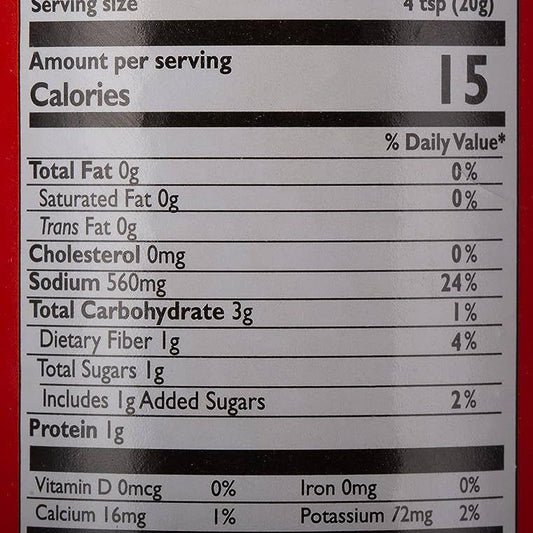 Serving size 4 tsp (20g)
Amount per serving
Calories 15
% Daily Value*
Total Fat 0g 0%
Saturated Fat 0g 0%
Trans Fat 0g
Cholesterol 0mg 0%
Sodium 560mg 24%
Total Carbohydrate 3g 1%
Dietary Fiber 1g 4%
Total Sugars 1g
Includes 1g Added Sugars 2%
Protein 1g
Vitamin D 0mcg 0% Iron 0mg 0%
Calcium 16mg 1% Potassium 72mg 2%